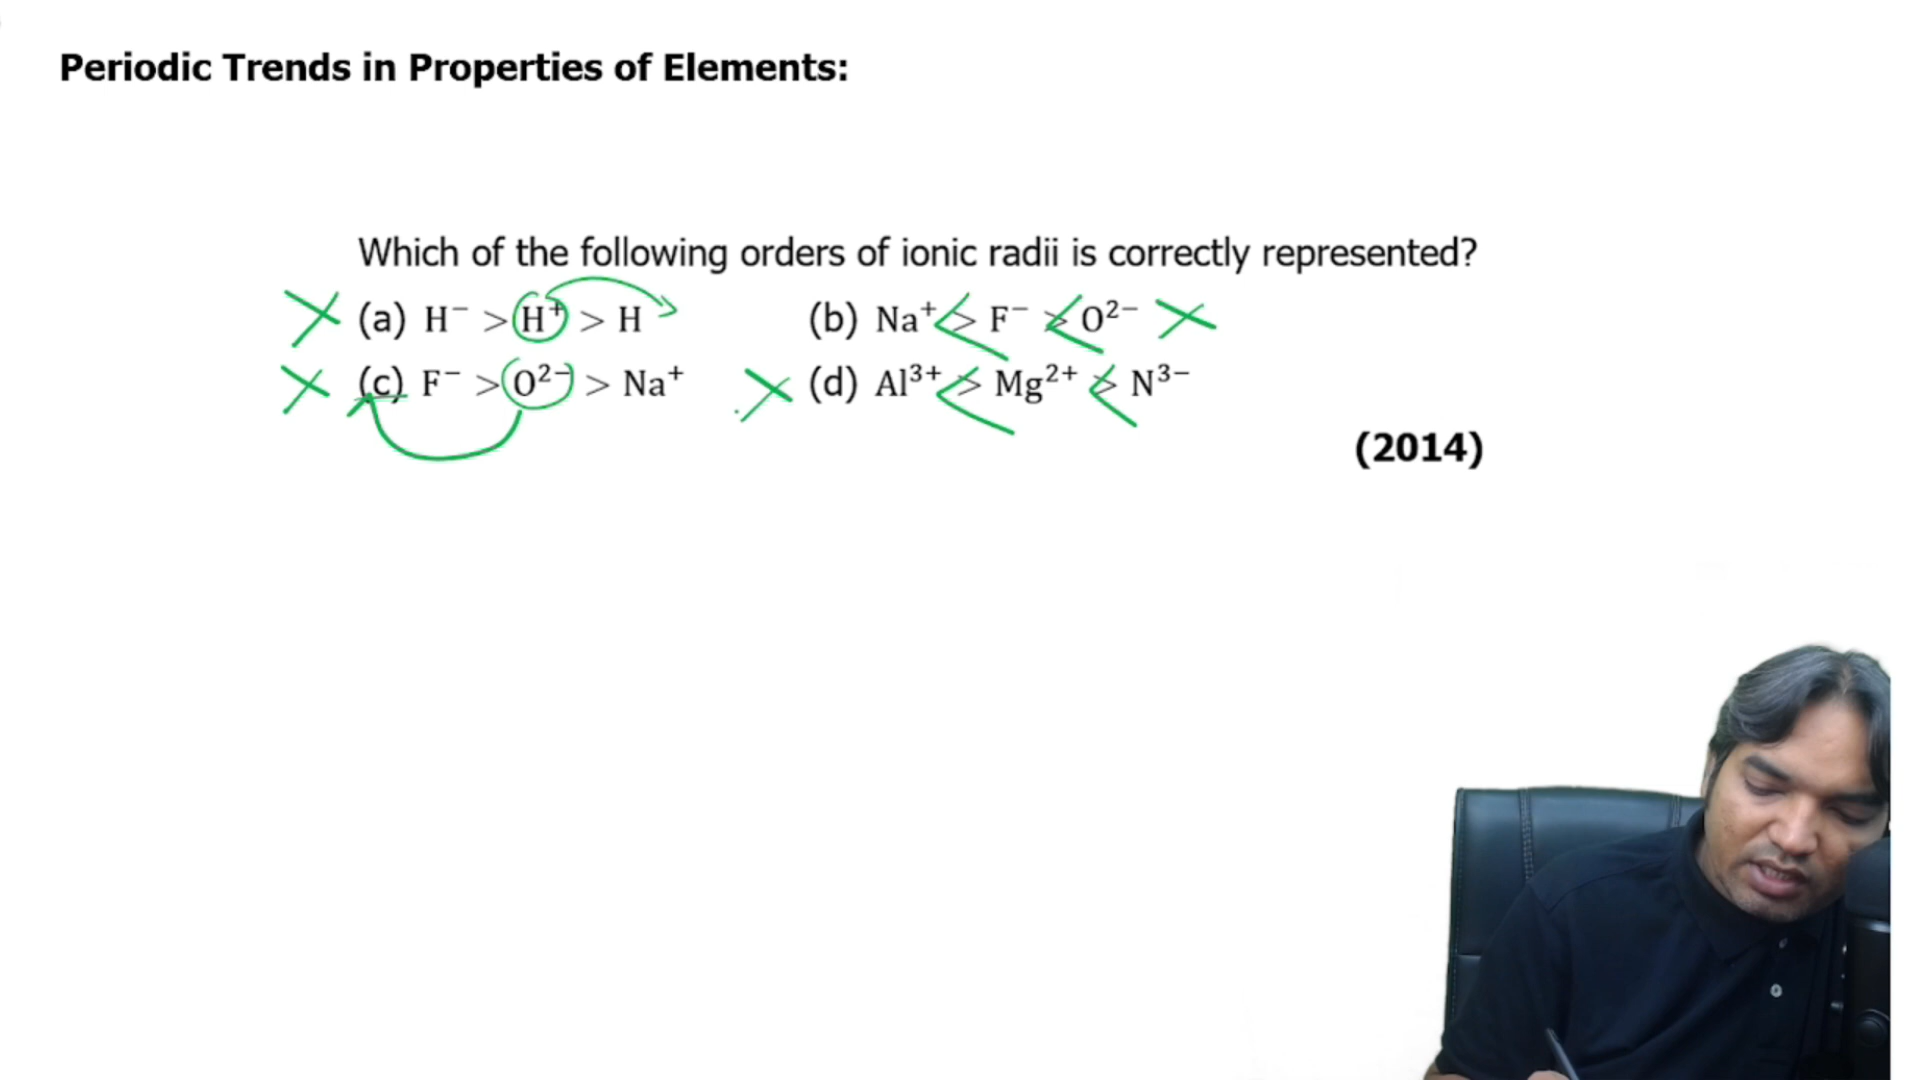 Periodic Trends in Properties of Elements:
Which of the following orders of ionic radii is correctly represented?
(a) H⁻ > H⁺ > H (b) Na⁺ > F⁻ > O²⁻
(c) F⁻ > O²⁻ > Na⁺ (d) Al³⁺ > Mg²⁺ > N³⁻
(2014)